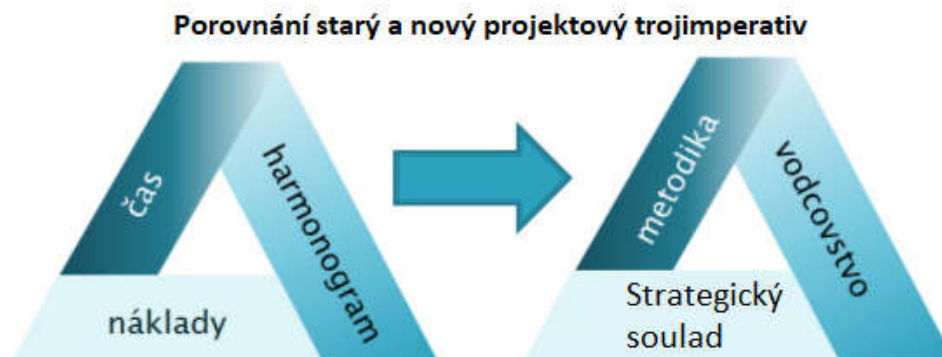 Porovnání starý a nový projektový trojimperativ
čas
harmonogram
náklady
metodika
vodcovstvo
Strategický
soulad